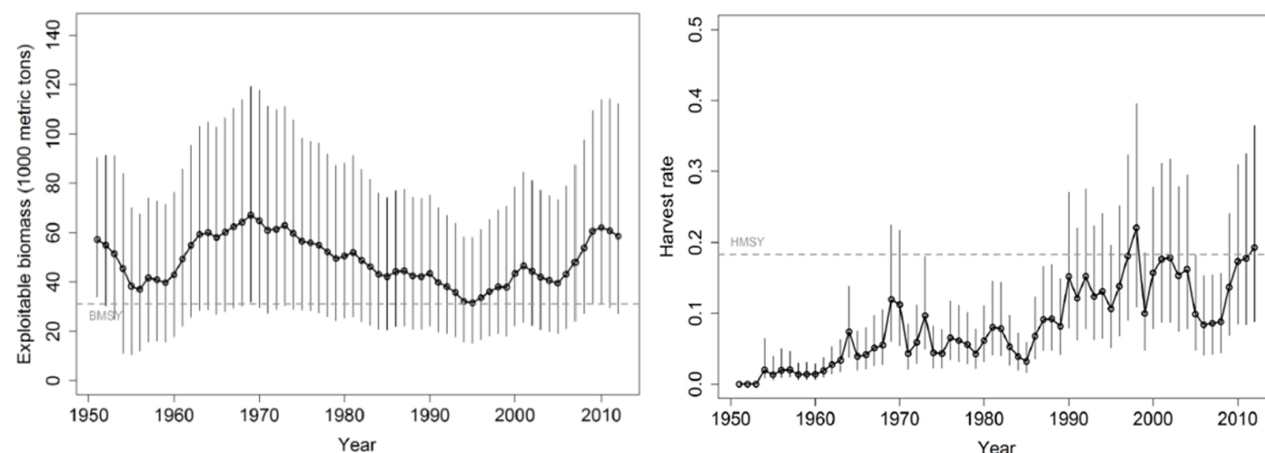 Exploitable biomass (1000 metric tons)
140
120
100
80
60
40
20
0
BMSY
1950 1960 1970 1980 1990 2000 2010
Year
Harvest rate
0.5
0.4
0.3
0.2
0.1
0.0
HMSY
1950 1960 1970 1980 1990 2000 2010
Year